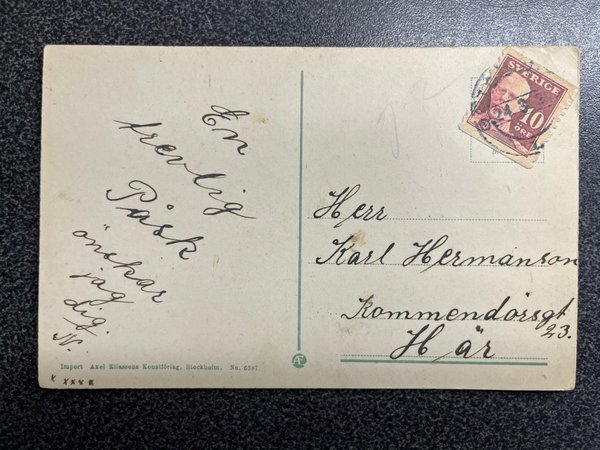 En
trevlig
Påsk
önskar
jag
dig.
N.
Import Axel Eliassons Konstförlag, Stockholm. No. 6397
SVERIGE
10
ÖRE
Herr
Karl Hermanson
Kommendörsgt
23.
Här